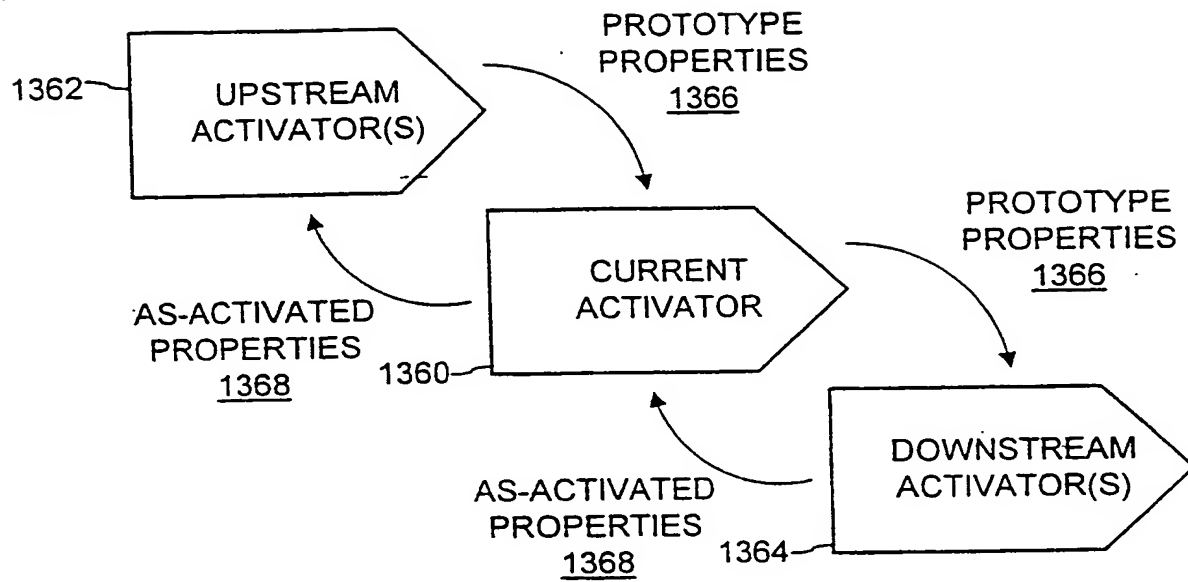 PROTOTYPE
PROPERTIES
1366
1362
UPSTREAM
ACTIVATOR(S)
PROTOTYPE
PROPERTIES
1366
CURRENT
ACTIVATOR
AS-ACTIVATED
PROPERTIES
1368
1360
DOWNSTREAM
ACTIVATOR(S)
AS-ACTIVATED
PROPERTIES
1368
1364